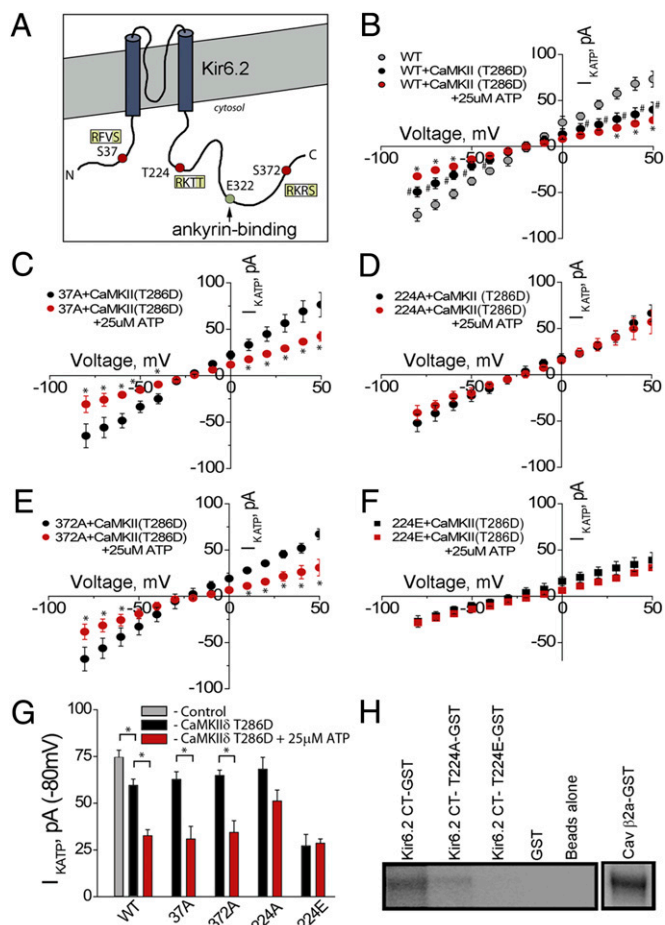 A
Kir6.2
cytosol
RFVS
S37
N
T224
RKTT
E322
S372
C
RKRS
ankyrin-binding
B
WT
WT+CaMKII (T286D)
WT+CaMKII (T286D)
+25uM ATP
I KATP, pA
100
50
Voltage, mV
-100
-50
0
50
-50
-100
C
37A+CaMKII(T286D)
37A+CaMKII(T286D)
+25uM ATP
I KATP, pA
100
50
Voltage, mV
-100
-50
0
50
-50
-100
D
224A+CaMKII (T286D)
224A+CaMKII(T286D)
+25uM ATP
I KATP, pA
100
50
Voltage, mV
-100
-50
0
50
-50
-100
E
372A+CaMKII(T286D)
372A+CaMKII(T286D)
+25uM ATP
I KATP, pA
100
50
Voltage, mV
-100
-50
0
50
-50
-100
F
224E+CaMKII(T286D)
224E+CaMKII(T286D)
+25uM ATP
I KATP, pA
100
50
Voltage, mV
-100
-50
0
50
-50
-100
G
- Control
- CaMKIIδ T286D
- CaMKIIδ T286D + 25µM ATP
I KATP, pA (-80mV)
100
75
50
25
0
WT
37A
372A
224A
224E
H
Kir6.2 CT-GST
Kir6.2 CT- T224A-GST
Kir6.2 CT- T224E-GST
GST
Beads alone
Cav β2a-GST